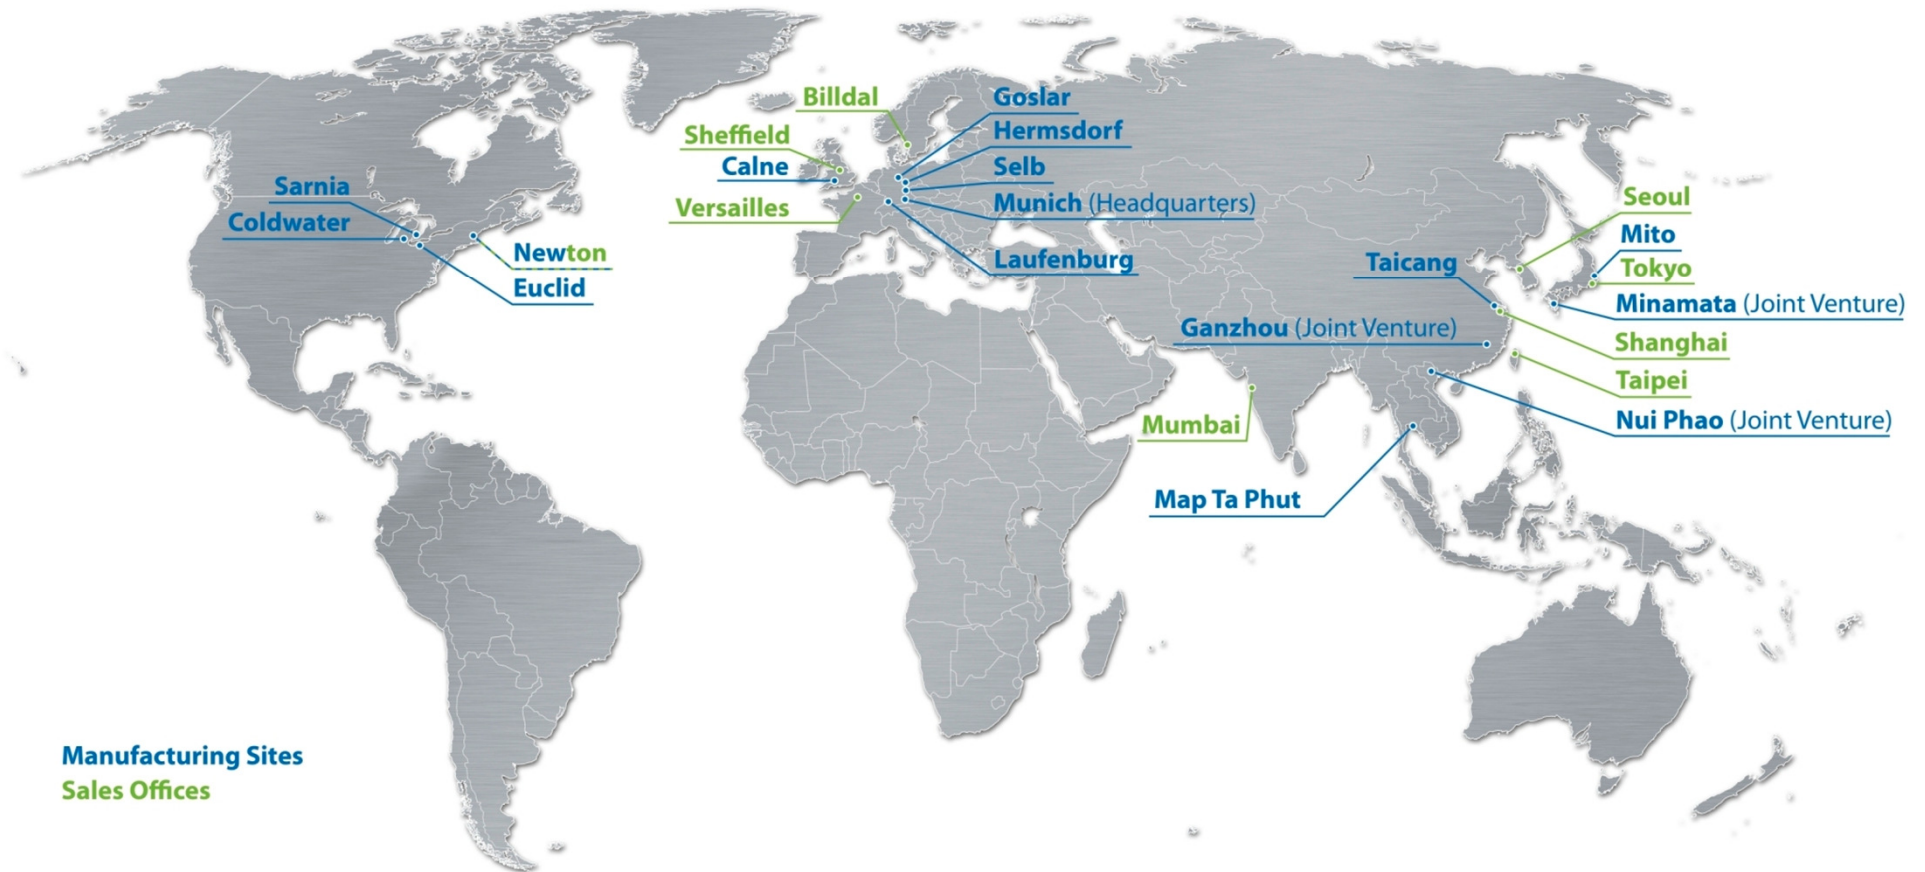 Billdal
Sheffield
Calne
Versailles
Goslar
Hermsdorf
Selb
Munich (Headquarters)
Laufenburg
Sarnia
Coldwater
Newton
Euclid
Seoul
Mito
Tokyo
Minamata (Joint Venture)
Taicang
Ganzhou (Joint Venture)
Shanghai
Taipei
Nui Phao (Joint Venture)
Mumbai
Map Ta Phut
Manufacturing Sites
Sales Offices